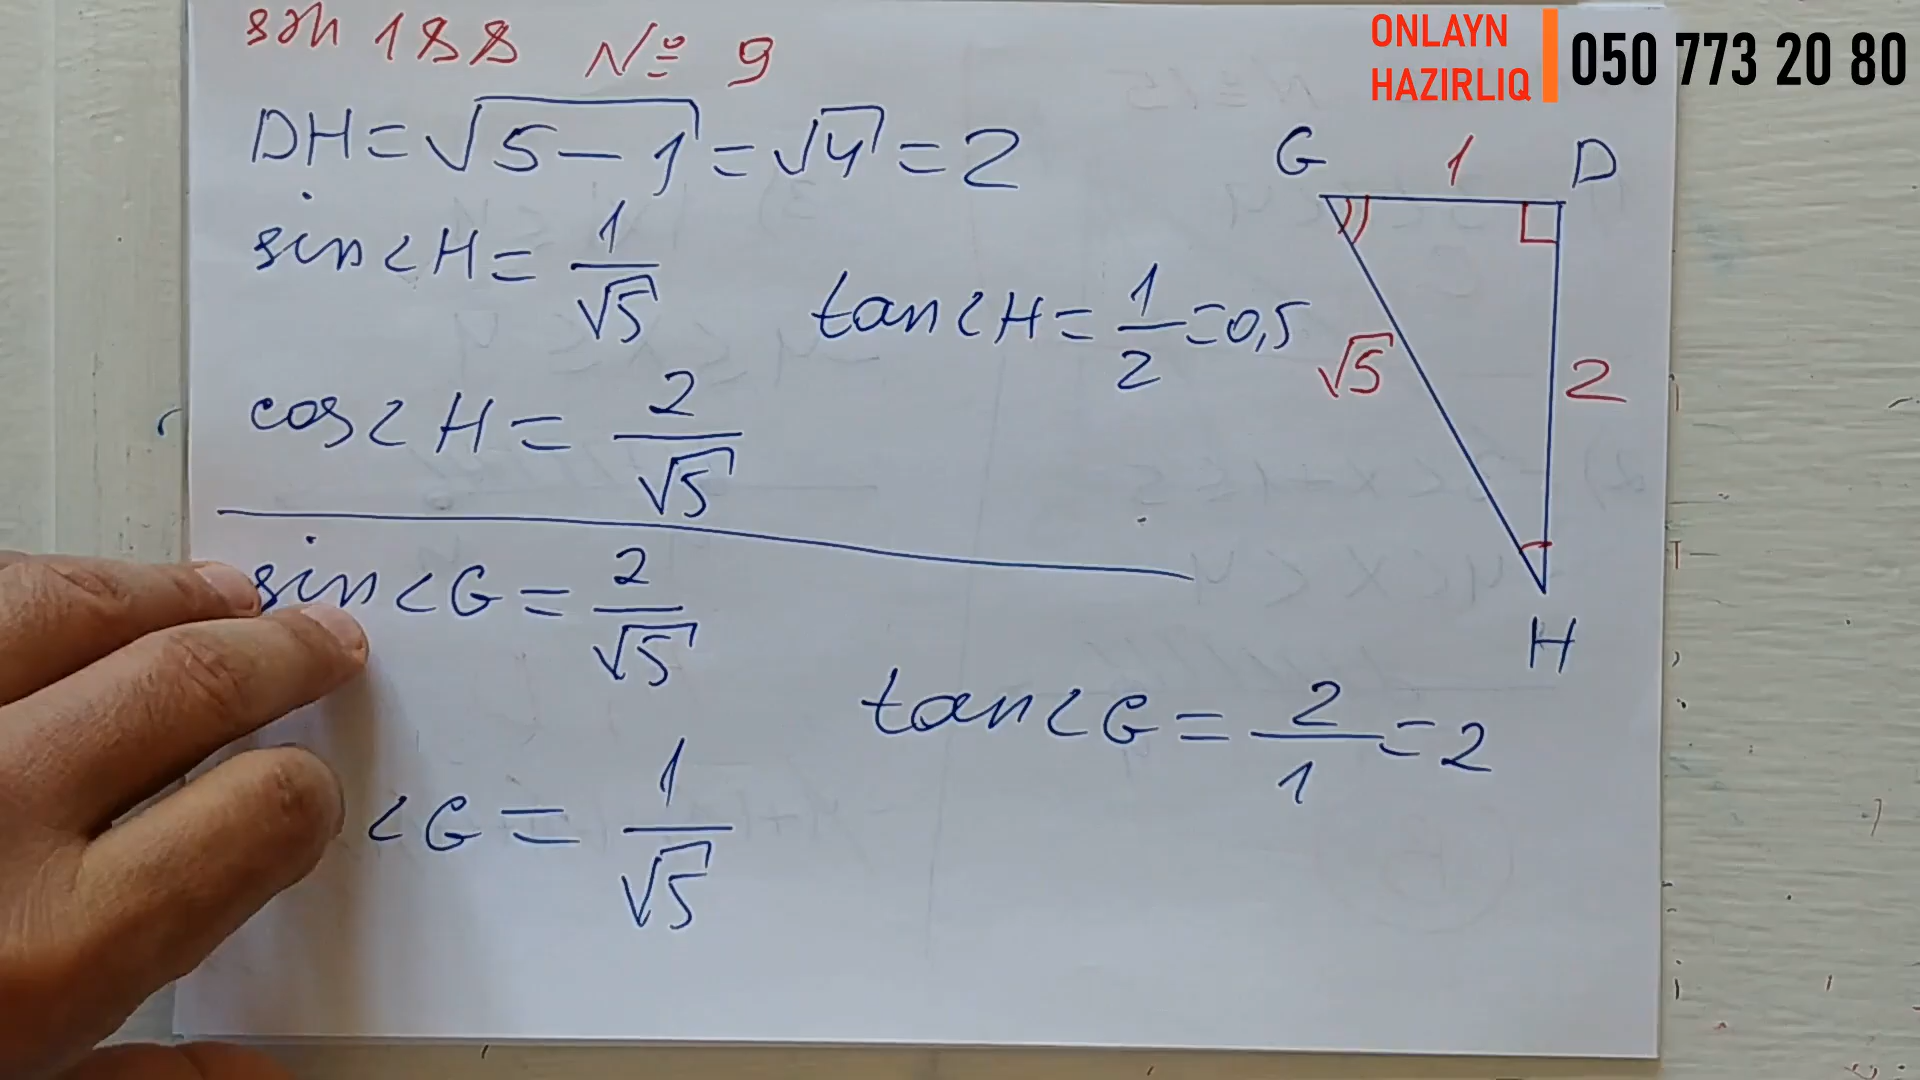 səh 188 № 9
ONLAYN HAZIRLIQ | 050 773 20 80
DH = √(5 − 1) = √4 = 2
sin∠H = 1/√5
tan∠H = 1/2 = 0,5
cos∠H = 2/√5
sin∠G = 2/√5
tan∠G = 2/1 = 2
∠G = 1/√5
G 1 D
√5 2
H